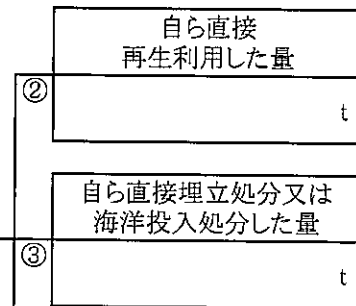 自ら直接
再生利用した量
②
t
自ら直接埋立処分又は
海洋投入処分した量
③
t